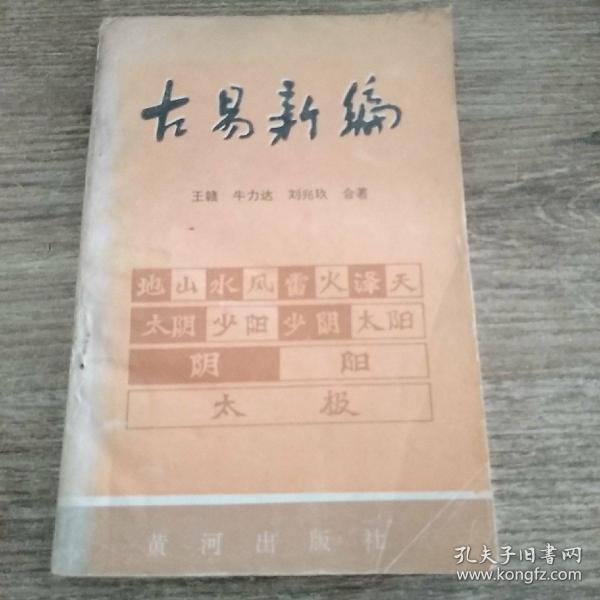 古易新编
王赣 牛力达 刘兆玖 合著
地山水风雷火泽天
太阴少阳少阴太阳
阴 阳
太极
黄河出版社
孔夫子旧书网
www.kongfz.com